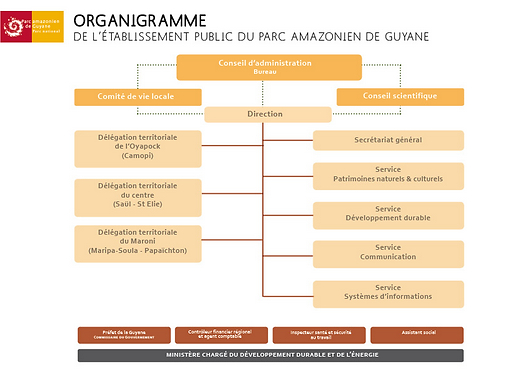 Parc amazonien
de Guyane
Parc national
ORGANIGRAMME
DE L'ÉTABLISSEMENT PUBLIC DU PARC AMAZONIEN DE GUYANE
Conseil d'administration
Bureau
Comité de vie locale
Conseil scientifique
Direction
Délégation territoriale
de l'Oyapock
(Camopi)
Délégation territoriale
du centre
(Saül - St Elie)
Délégation territoriale
du Maroni
(Maripa-Soula - Papaïchton)
Secrétariat général
Service
Patrimoines naturels & culturels
Service
Développement durable
Service
Communication
Service
Systèmes d'informations
Préfet de la Guyane
Commissaire du Gouvernement
Contrôleur financier régional
et agent comptable
Inspecteur santé et sécurité
au travail
Assistant social
MINISTÈRE CHARGÉ DU DÉVELOPPEMENT DURABLE ET DE L'ÉNERGIE